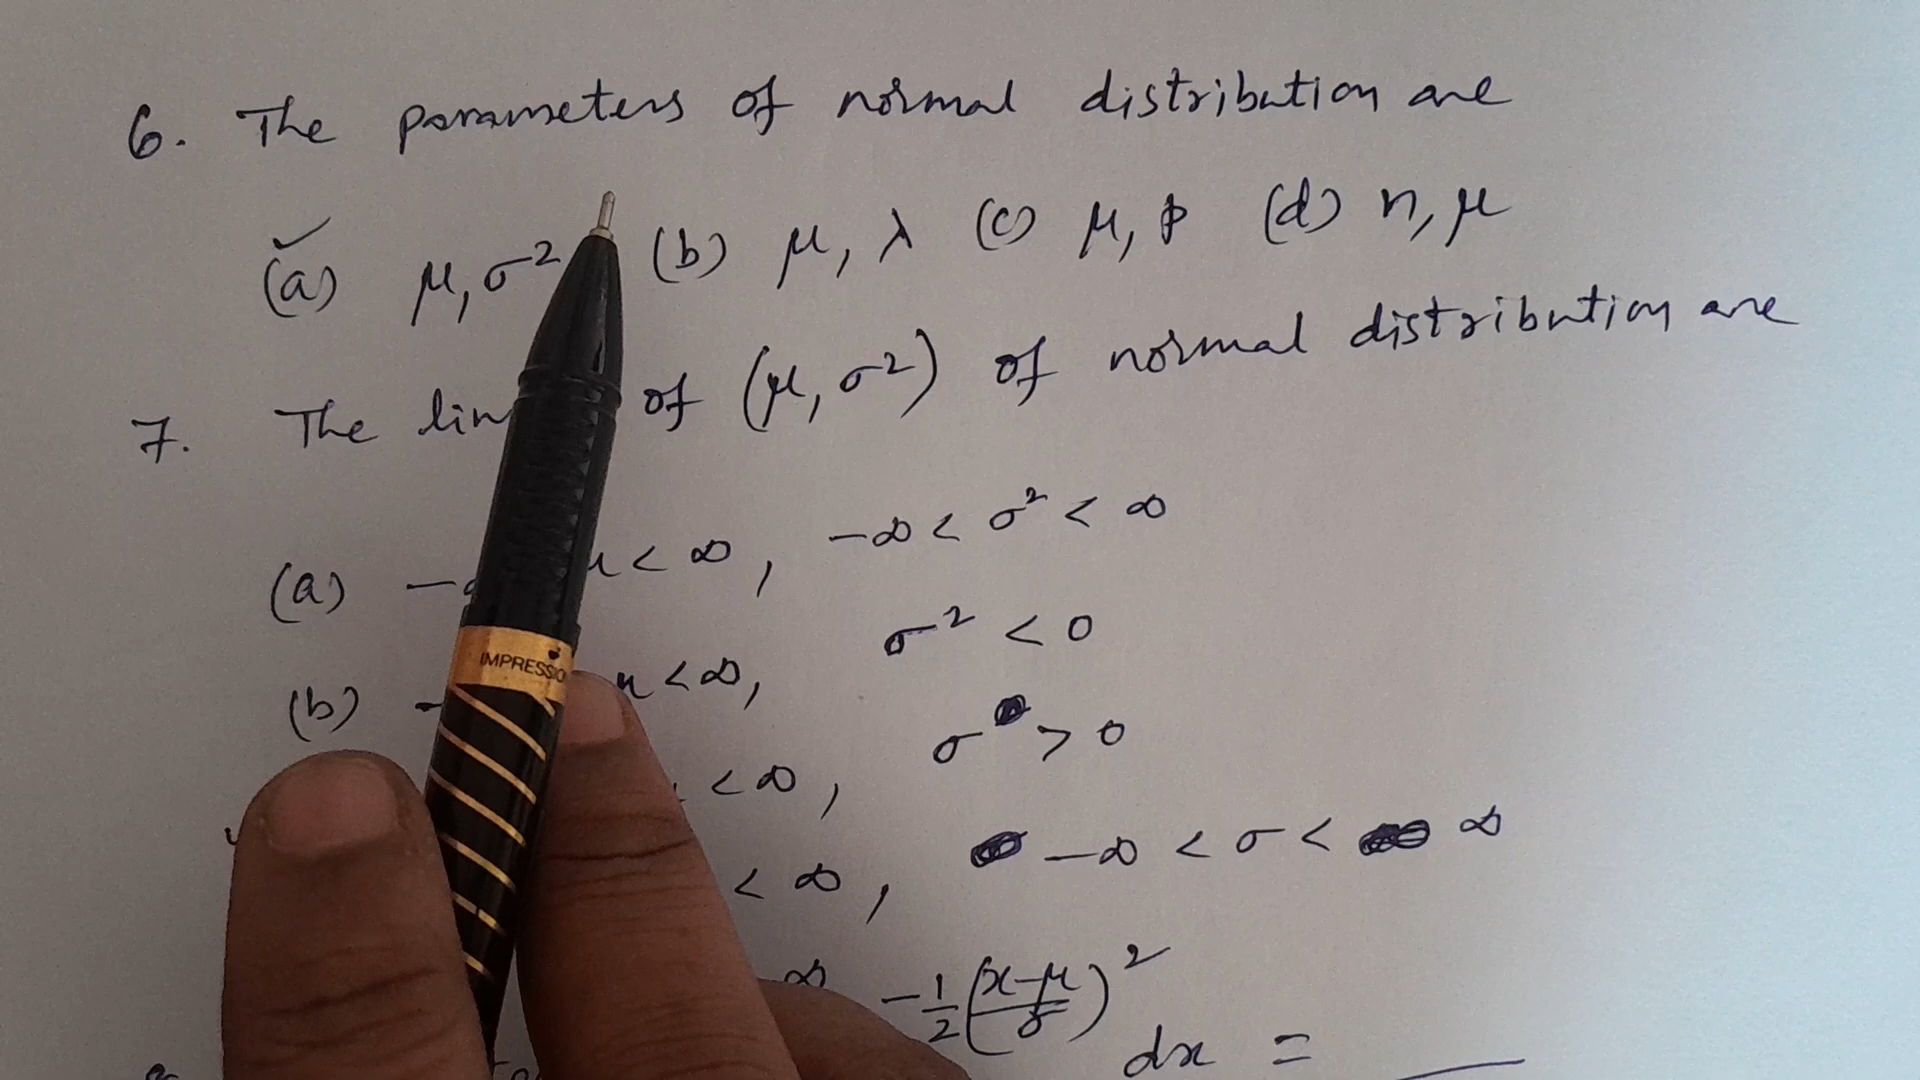 6. The parameters of normal distribution are
(a) μ, σ² (b) μ, λ (c) μ, p (d) n, μ
7. The of (μ, σ²) of normal distribution are
(a) < ∞, -∞ < σ² < ∞
(b) < ∞, σ² < 0
< ∞, σ > 0
< ∞, -∞ < σ < ∞
∞ -1/2 (x-μ/σ)² dx = __
IMPRESSIO